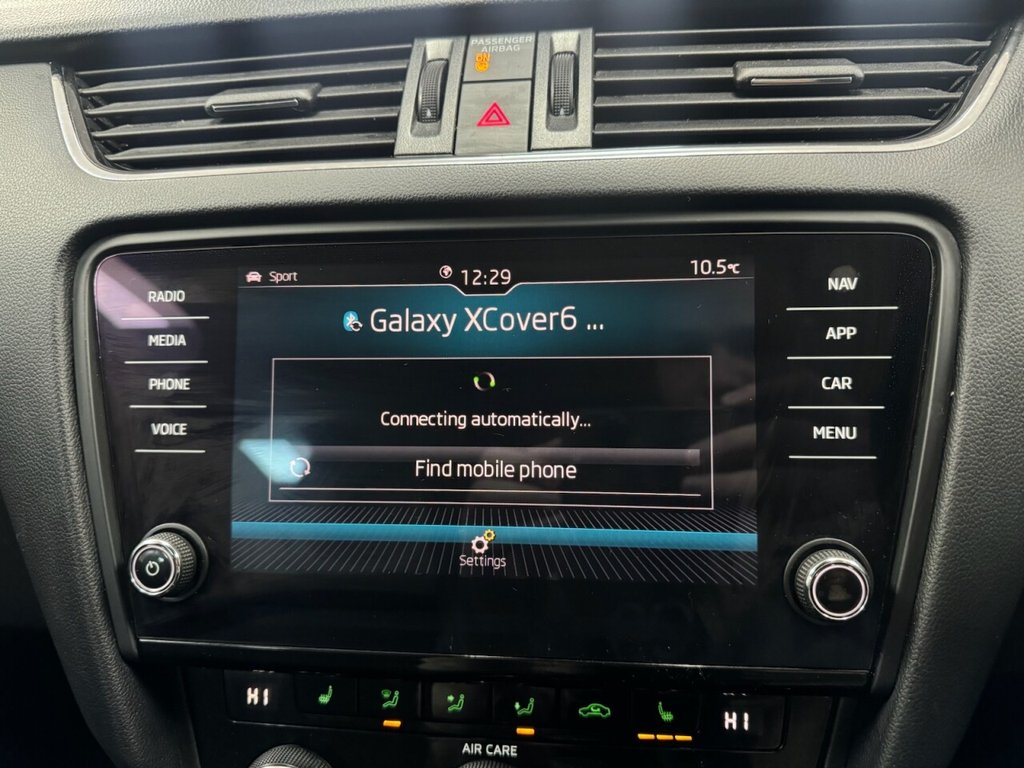 PASSENGER
AIRBAG
ON
Sport
12:29
10.5°C
RADIO
MEDIA
PHONE
VOICE
Galaxy XCover6 ...
Connecting automatically...
Find mobile phone
Settings
NAV
APP
CAR
MENU
HI
HI
AIR CARE